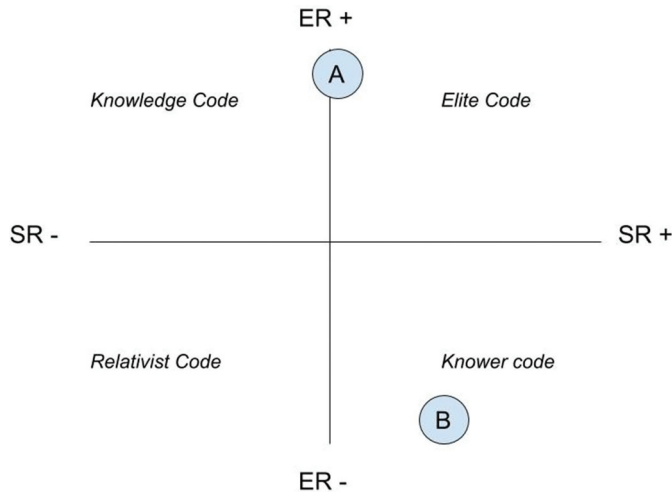 ER +
A
Knowledge Code
Elite Code
SR -
SR +
Relativist Code
Knower code
B
ER -